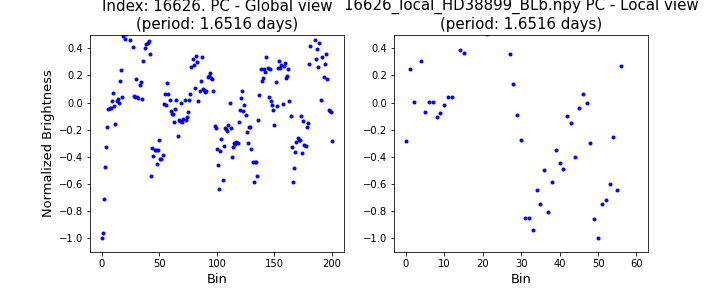 Index: 16626. PC - Global view
(period: 1.6516 days)
16626_local_HD38899_BLb.npy PC - Local view
(period: 1.6516 days)
Normalized Brightness
0.4
0.2
0.0
−0.2
−0.4
−0.6
−0.8
−1.0
0 50 100 150 200
Bin
0.4
0.2
0.0
−0.2
−0.4
−0.6
−0.8
−1.0
0 10 20 30 40 50 60
Bin